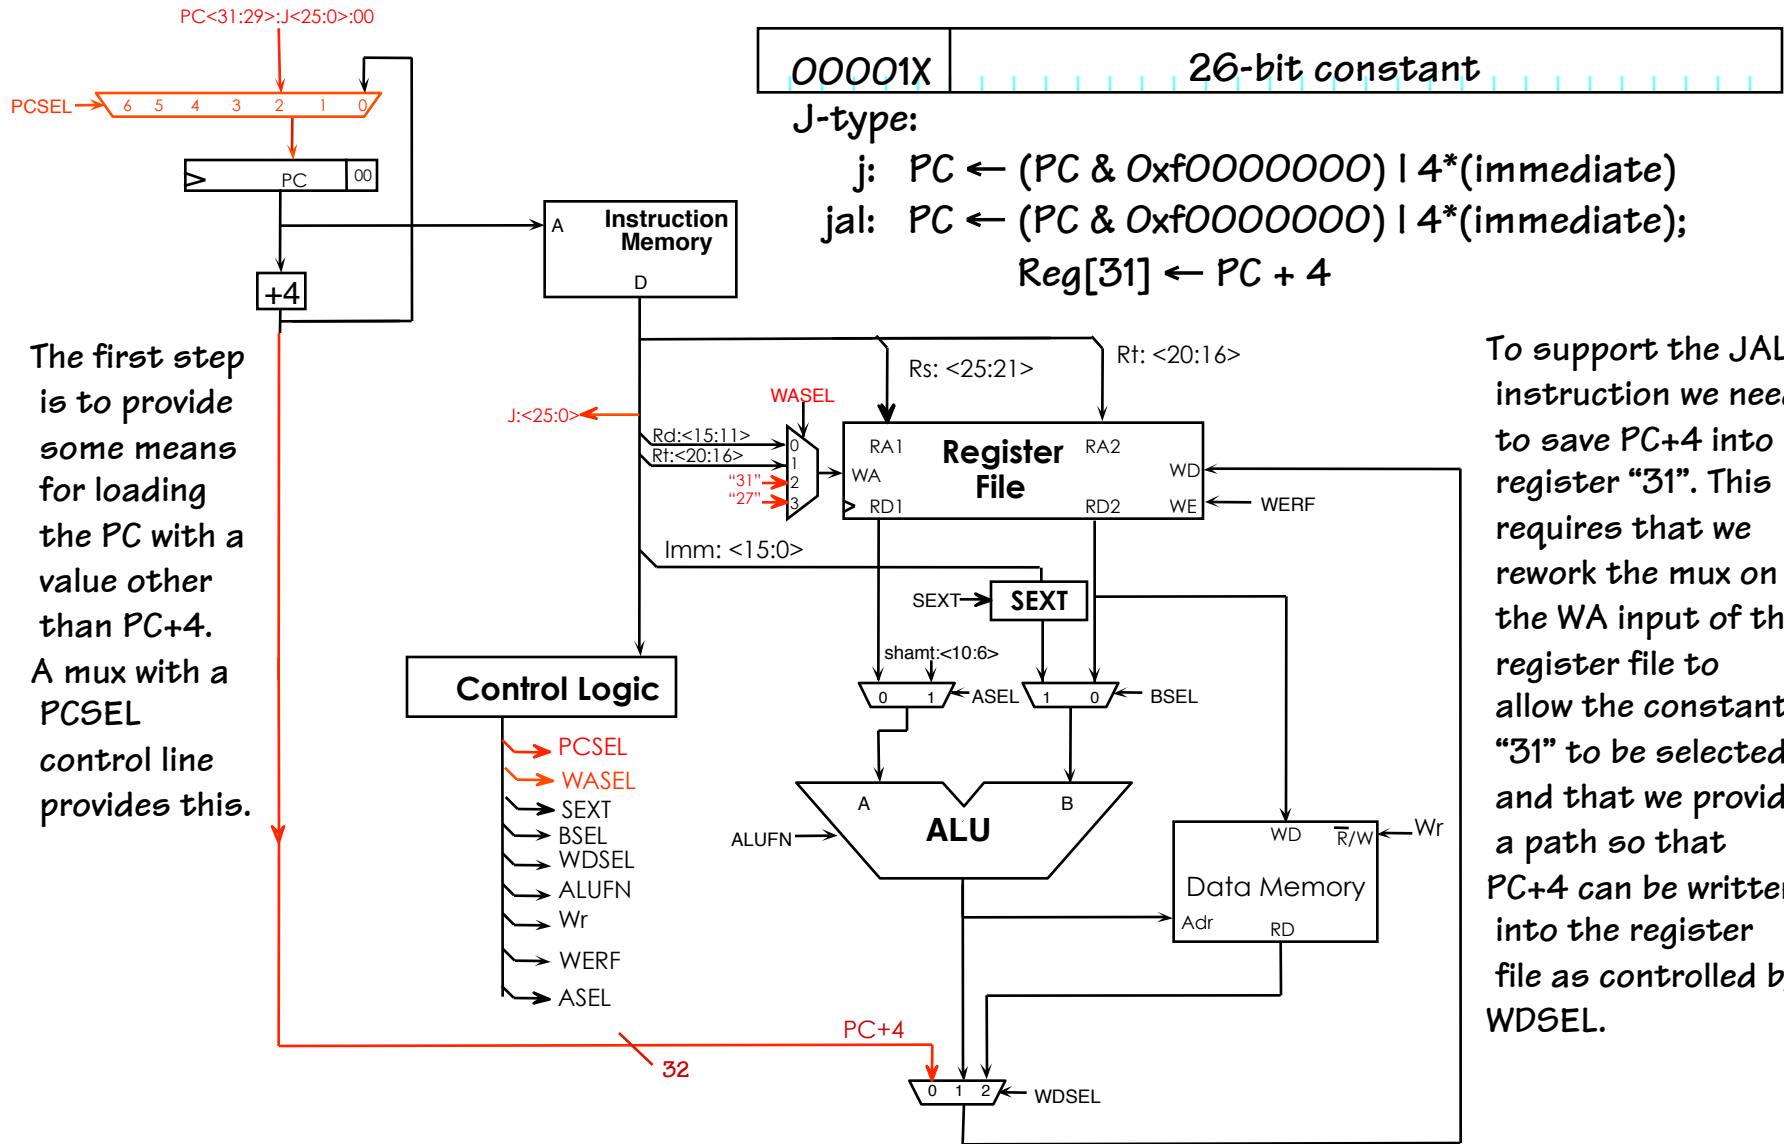 PC<31:29>:J<25:0>:00
PCSEL
6 5 4 3 2 1 0
PC 00
+4
00001X 26-bit constant
J-type:
j: PC ← (PC & 0xf0000000) | 4*(immediate)
jal: PC ← (PC & 0xf0000000) | 4*(immediate);
Reg[31] ← PC + 4
A Instruction
Memory
D
The first step
is to provide
some means
for loading
the PC with a
value other
than PC+4.
A mux with a
PCSEL
control line
provides this.
Rs: <25:21>
Rt: <20:16>
J:<25:0>
WASEL
Rd:<15:11>
Rt:<20:16>
"31"
"27"
0
1
2
3
RA1 Register RA2
File
WA
WD
RD1 RD2 WE
WERF
Imm: <15:0>
SEXT
SEXT
shamt:<10:6>
0 1
ASEL
1 0
BSEL
Control Logic
PCSEL
WASEL
SEXT
BSEL
WDSEL
ALUFN
Wr
WERF
ASEL
A B
ALU
ALUFN
WD R/W
Wr
Data Memory
Adr
RD
PC+4
32
0 1 2
WDSEL
To support the JAL
instruction we need
to save PC+4 into
register “31”. This
requires that we
rework the mux on
the WA input of th
register file to
allow the constant
“31” to be selected
and that we provid
a path so that
PC+4 can be written
into the register
file as controlled b
WDSEL.